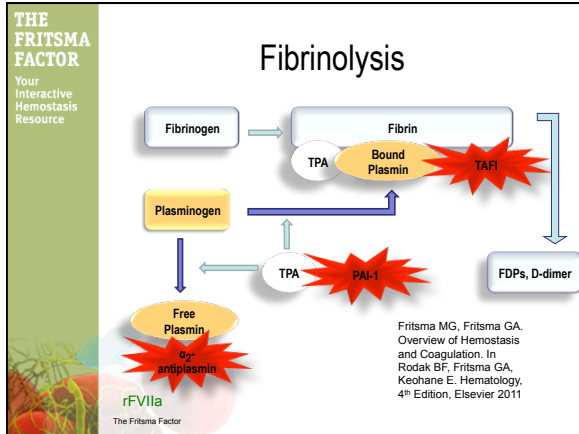 THE
FRITSMA
FACTOR
Your
Interactive
Hemostasis
Resource
Fibrinolysis
Fibrinogen
Fibrin
TPA
Bound
Plasmin
TAFI
Plasminogen
TPA
PAI-1
FDPs, D-dimer
Free
Plasmin
α2-
antiplasmin
Fritsma MG, Fritsma GA.
Overview of Hemostasis
and Coagulation. In
Rodak BF, Fritsma GA,
Keohane E. Hematology,
4th Edition, Elsevier 2011
rFVIIa
The Fritsma Factor